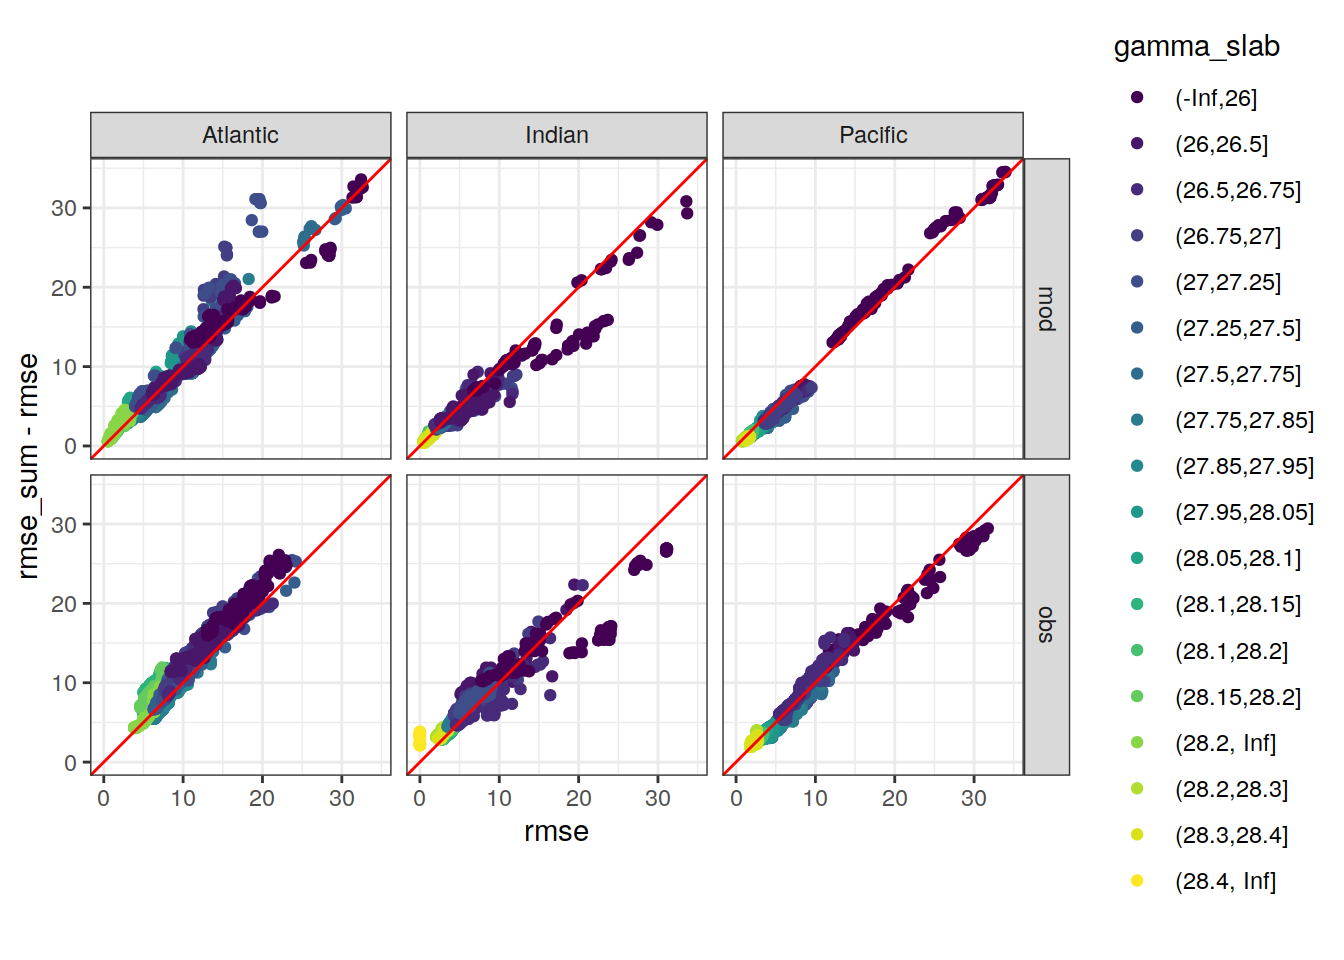 gamma_slab
(-Inf,26]
(26,26.5]
(26.5,26.75]
(26.75,27]
(27,27.25]
(27.25,27.5]
(27.5,27.75]
(27.75,27.85]
(27.85,27.95]
(27.95,28.05]
(28.05,28.1]
(28.1,28.15]
(28.1,28.2]
(28.15,28.2]
(28.2, Inf]
(28.2,28.3]
(28.3,28.4]
(28.4, Inf]
Atlantic Indian Pacific
30
20
10
0
mod
rmse_sum - rmse
30
20
10
0
obs
0 10 20 30 0 10 20 30 0 10 20 30
rmse